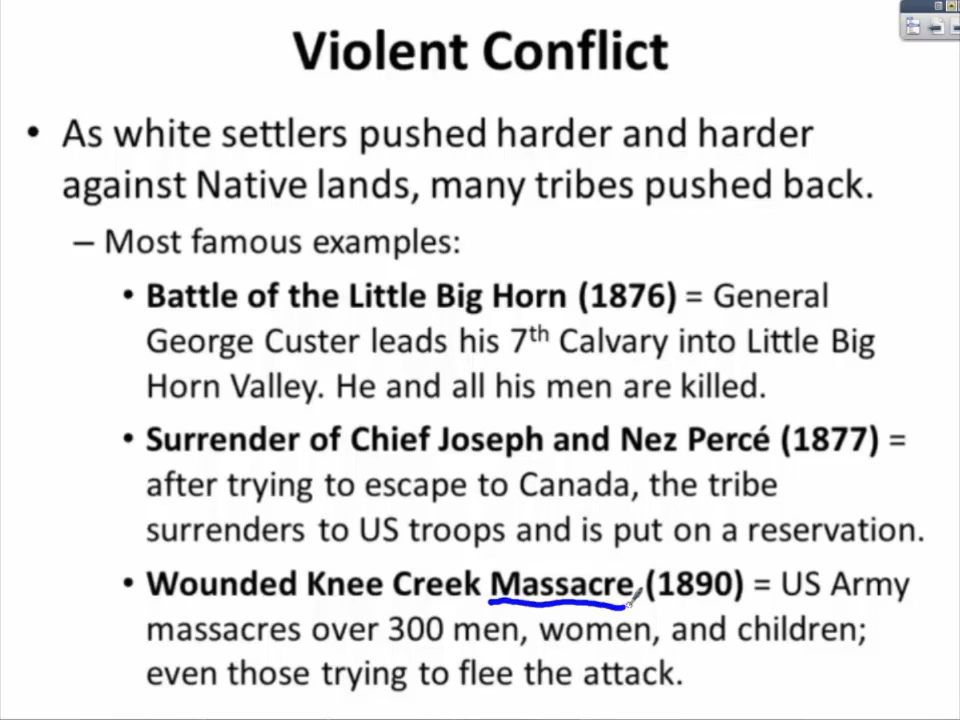 Violent Conflict
• As white settlers pushed harder and harder
against Native lands, many tribes pushed back.
– Most famous examples:
• Battle of the Little Big Horn (1876) = General
George Custer leads his 7th Calvary into Little Big
Horn Valley. He and all his men are killed.
• Surrender of Chief Joseph and Nez Percé (1877) =
after trying to escape to Canada, the tribe
surrenders to US troops and is put on a reservation.
• Wounded Knee Creek Massacre (1890) = US Army
massacres over 300 men, women, and children;
even those trying to flee the attack.